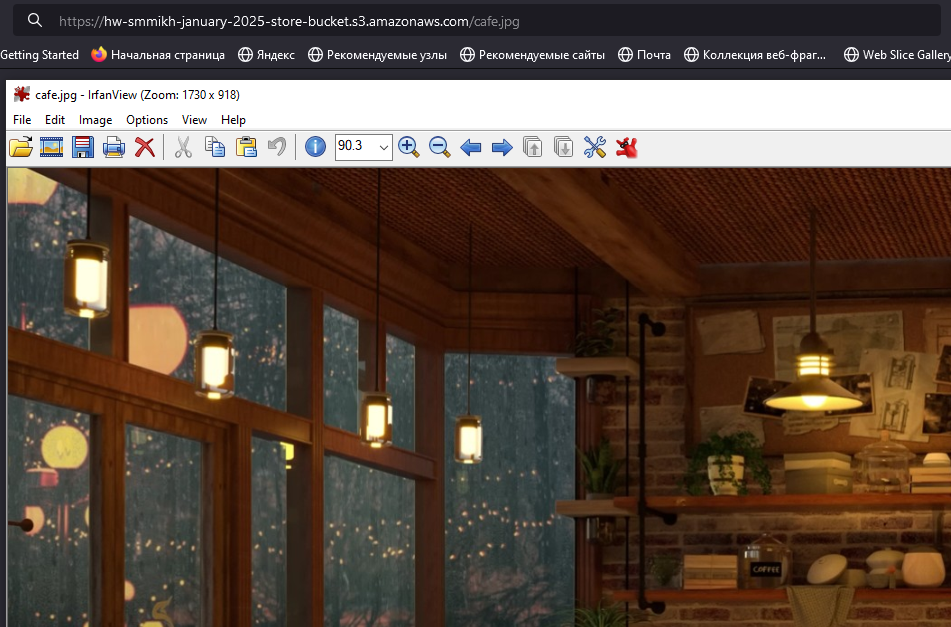 https://hw-smmikh-january-2025-store-bucket.s3.amazonaws.com/cafe.jpg
Getting Started Начальная страница Яндекс Рекомендуемые узлы Рекомендуемые сайты Почта Коллекция веб-фраг... Web Slice Gallery
cafe.jpg - IrfanView (Zoom: 1730 x 918)
File Edit Image Options View Help
90.3
COFFEE